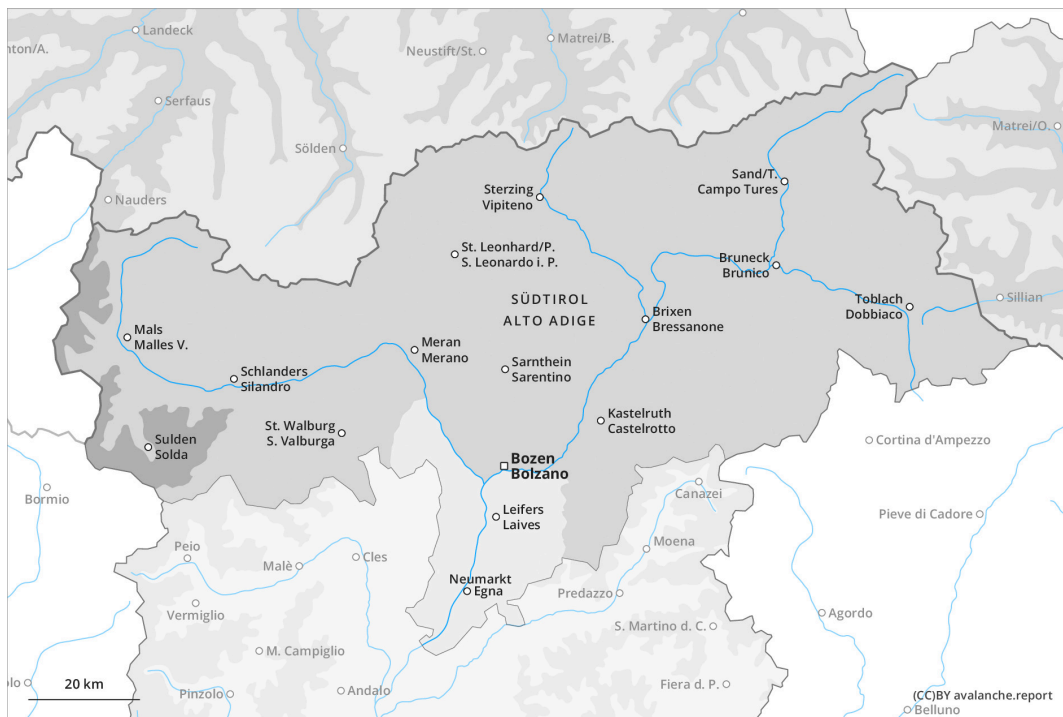 Landeck
nton/A.
Neustift/St.
Matrei/B.
Serfaus
Matrei/O.
Sölden
Nauders
Sterzing
Vipiteno
Sand/T.
Campo Tures
St. Leonhard/P.
S. Leonardo i. P.
Bruneck
Brunico
SÜDTIROL
ALTO ADIGE
Toblach
Dobbiaco
Sillian
Brixen
Bressanone
Mals
Malles V.
Meran
Merano
Schlanders
Silandro
Sarnthein
Sarentino
Kastelruth
Castelrotto
St. Walburg
S. Valburga
Sulden
Solda
Cortina d'Ampezzo
Bozen
Bolzano
Bormio
Canazei
Leifers
Laives
Pieve di Cadore
Peio
Malè
Cles
Moena
Neumarkt
Egna
Predazzo
Vermiglio
Agordo
S. Martino d. C.
M. Campiglio
20 km
olo
Pinzolo
Andalo
Fiera d. P.
(CC)BY avalanche.report
Belluno